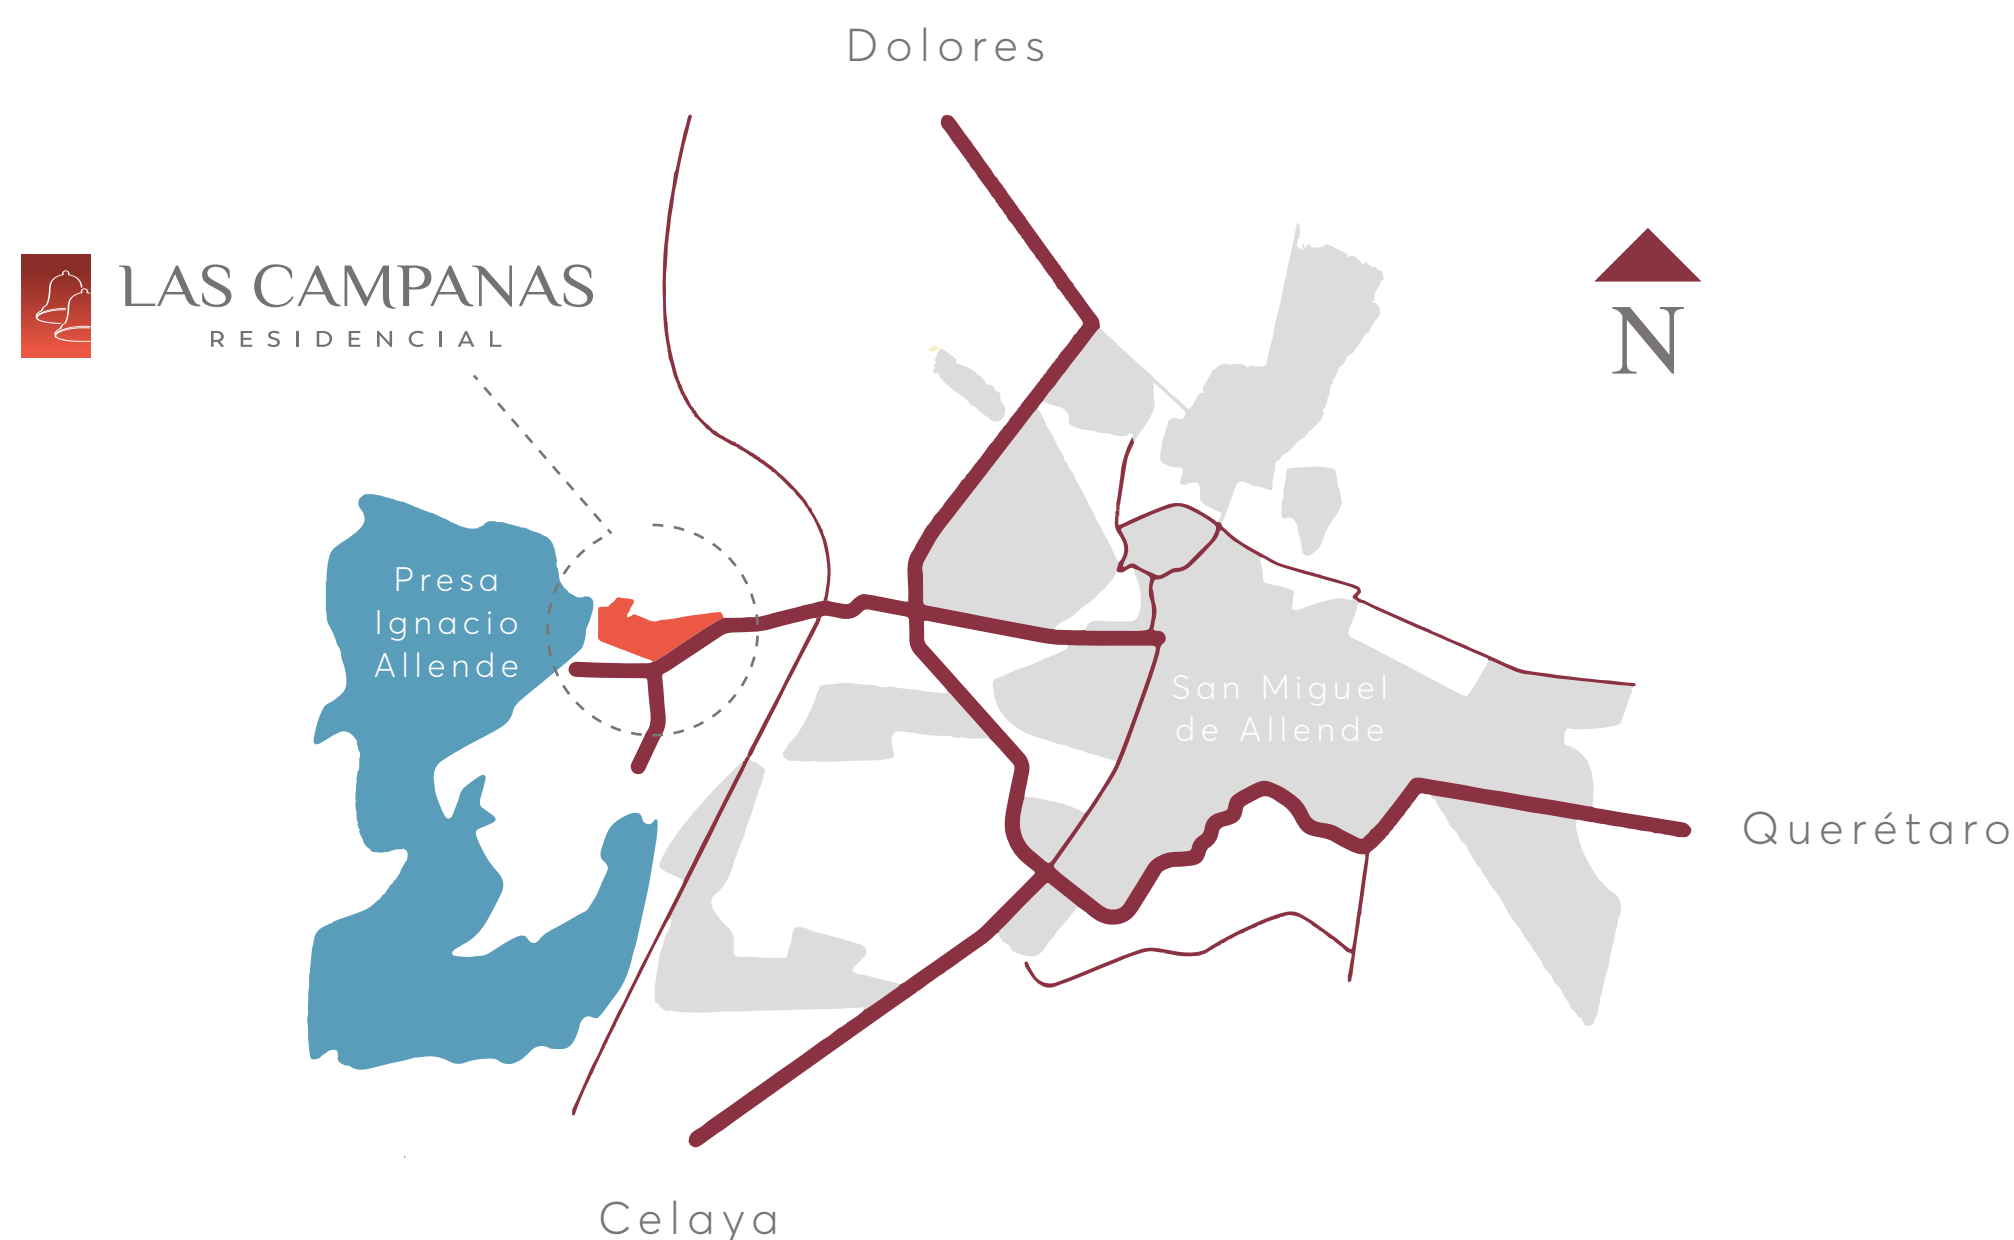 Dolores
LAS CAMPANAS
RESIDENCIAL
N
Presa
Ignacio
Allende
San Miguel
de Allende
Querétaro
Celaya